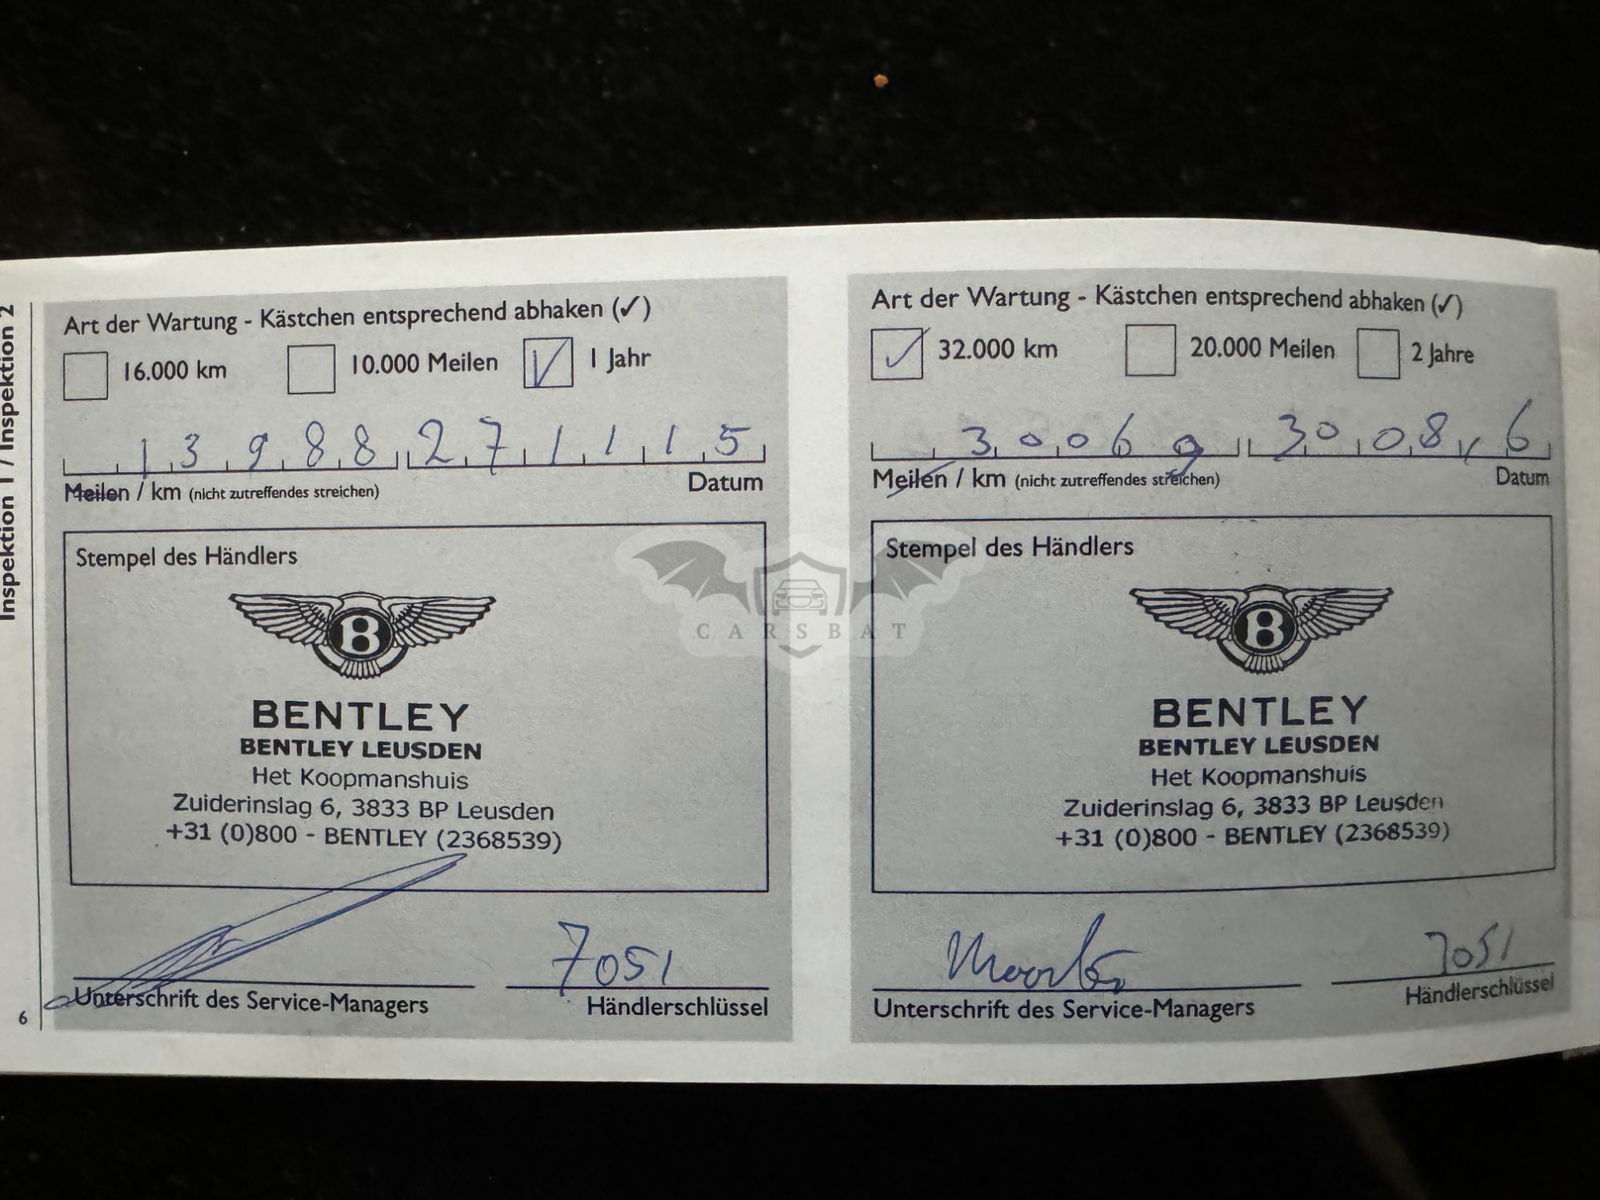 Inspektion 1 / Inspektion 2
Art der Wartung - Kästchen entsprechend abhaken (✓)
16.000 km 10.000 Meilen 1 Jahr
13988 271115
Meilen / km (nicht zutreffendes streichen) Datum
Stempel des Händlers
B
BENTLEY
BENTLEY LEUSDEN
Het Koopmanshuis
Zuiderinslag 6, 3833 BP Leusden
+31 (0)800 - BENTLEY (2368539)
7051
Unterschrift des Service-Managers Händlerschlüssel
6
Art der Wartung - Kästchen entsprechend abhaken (✓)
32.000 km 20.000 Meilen 2 Jahre
30069 300816
Meilen / km (nicht zutreffendes streichen) Datum
Stempel des Händlers
B
BENTLEY
BENTLEY LEUSDEN
Het Koopmanshuis
Zuiderinslag 6, 3833 BP Leusden
+31 (0)800 - BENTLEY (2368539)
7051
Unterschrift des Service-Managers Händlerschlüssel
CARSBAT